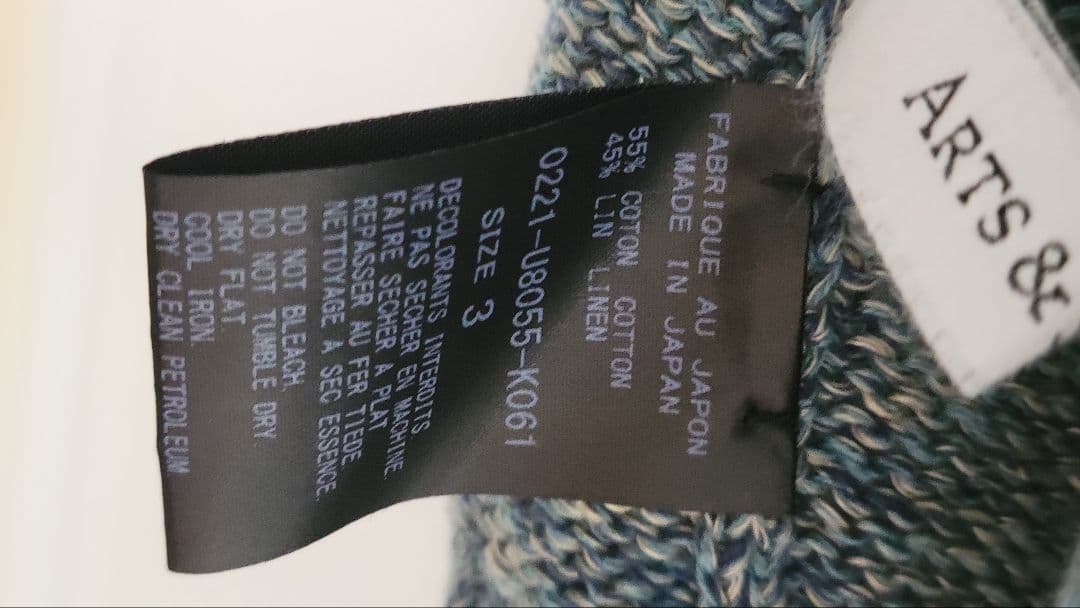 ARTS &
FABRIQUE AU JAPON
MADE IN JAPAN
55% COTON COTTON
45% LIN LINEN
0221-U8055-K061
SIZE 3
DECOLORANTS INTERDITS.
NE PAS SECHER EN MACHINE.
FAIRE SECHER A PLAT
REPASSER AU FER TIEDE.
NETTOYAGE A SEC ESSENCE.
DO NOT BLEACH.
DO NOT TUMBLE DRY
DRY FLAT
COOL IRON.
DRY CLEAN PETROLEUM